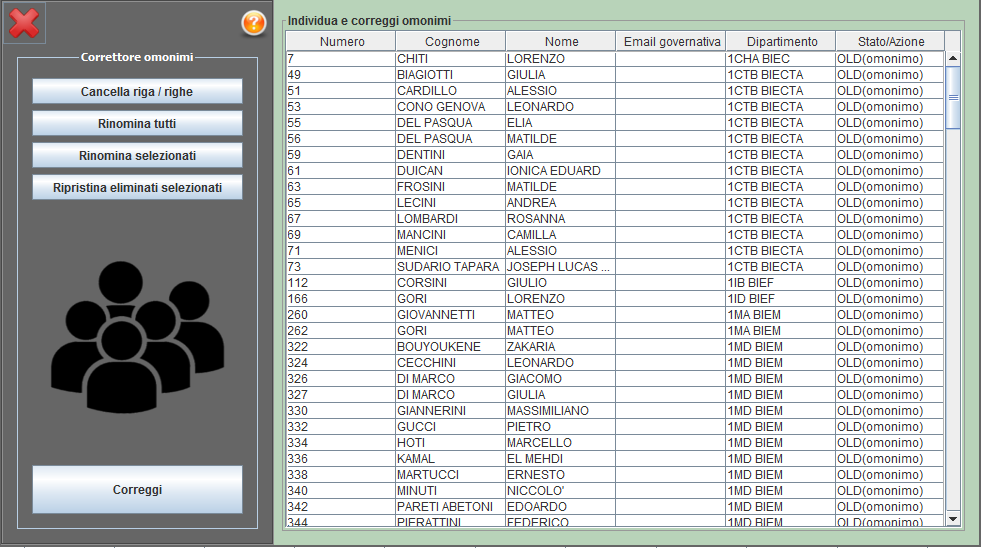 ?
Correttore omonimi
Cancella riga / righe
Rinomina tutti
Rinomina selezionati
Ripristina eliminati selezionati
Correggi
Individua e correggi omonimi
Numero Cognome Nome Email governativa Dipartimento Stato/Azione
7 CHITI LORENZO 1CHA BIEC OLD(omonimo)
49 BIAGIOTTI GIULIA 1CTB BIECTA OLD(omonimo)
51 CARDILLO ALESSIO 1CTB BIECTA OLD(omonimo)
53 CONO GENOVA LEONARDO 1CTB BIECTA OLD(omonimo)
55 DEL PASQUA ELIA 1CTB BIECTA OLD(omonimo)
56 DEL PASQUA MATILDE 1CTB BIECTA OLD(omonimo)
59 DENTINI GAIA 1CTB BIECTA OLD(omonimo)
61 DUICAN IONICA EDUARD 1CTB BIECTA OLD(omonimo)
63 FROSINI MATILDE 1CTB BIECTA OLD(omonimo)
65 LECINI ANDREA 1CTB BIECTA OLD(omonimo)
67 LOMBARDI ROSANNA 1CTB BIECTA OLD(omonimo)
69 MANCINI CAMILLA 1CTB BIECTA OLD(omonimo)
71 MENICI ALESSIO 1CTB BIECTA OLD(omonimo)
73 SUDARIO TAPARA JOSEPH LUCAS ... 1CTB BIECTA OLD(omonimo)
112 CORSINI GIULIO 1IB BIEF OLD(omonimo)
166 GORI LORENZO 1ID BIEF OLD(omonimo)
260 GIOVANNETTI MATTEO 1MA BIEM OLD(omonimo)
262 GORI MATTEO 1MA BIEM OLD(omonimo)
322 BOUYOUKENE ZAKARIA 1MD BIEM OLD(omonimo)
324 CECCHINI LEONARDO 1MD BIEM OLD(omonimo)
326 DI MARCO GIACOMO 1MD BIEM OLD(omonimo)
327 DI MARCO GIULIA 1MD BIEM OLD(omonimo)
330 GIANNERINI MASSIMILIANO 1MD BIEM OLD(omonimo)
332 GUCCI PIETRO 1MD BIEM OLD(omonimo)
334 HOTI MARCELLO 1MD BIEM OLD(omonimo)
336 KAMAL EL MEHDI 1MD BIEM OLD(omonimo)
338 MARTUCCI ERNESTO 1MD BIEM OLD(omonimo)
340 MINUTI NICCOLO' 1MD BIEM OLD(omonimo)
342 PARETI ABETONI EDOARDO 1MD BIEM OLD(omonimo)
344 PIERATTINI FEDERICO 1MD BIEM OLD(omonimo)